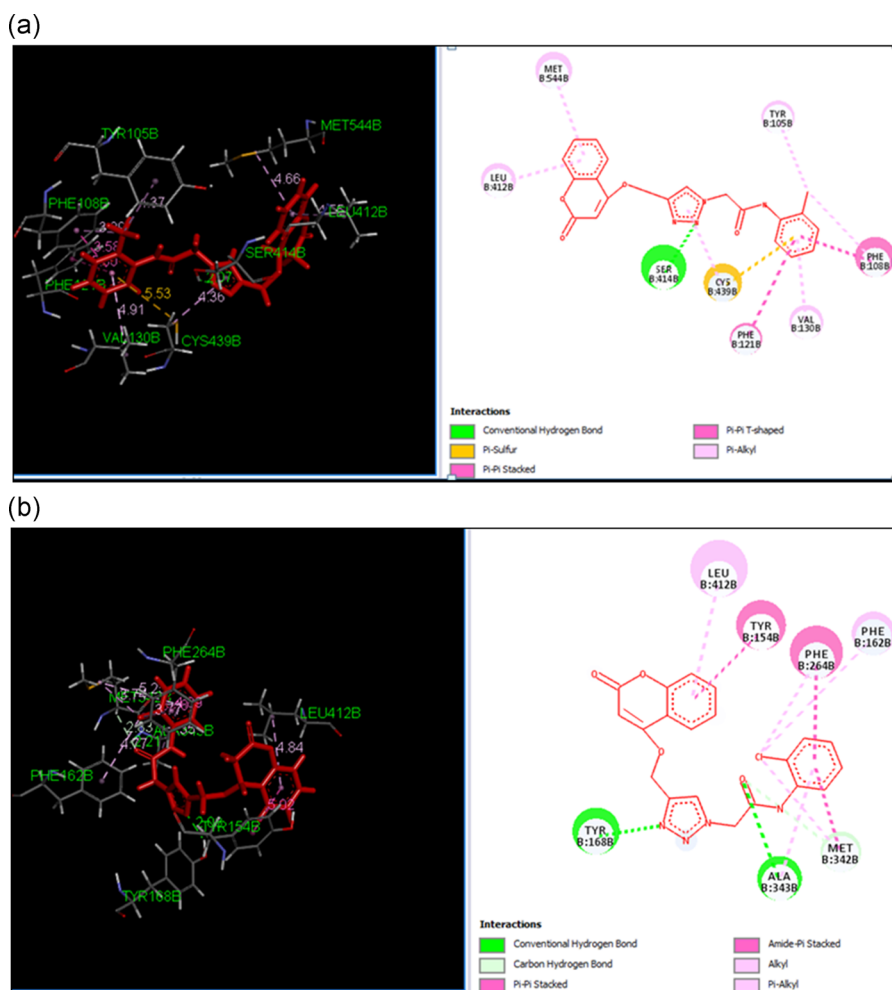 (a)
TYR105B
MET544B
PHE108B
4.66
LEU412B
SER414B
5.53
4.36
4.91
VAL130B
CYS439B
MET
B:544B
TYR
B:105B
LEU
B:412B
O
O
O
N
N
N
O
SER
B:414B
CYS
B:439B
PHE
B:108B
PHE
B:121B
VAL
B:130B
Interactions
Conventional Hydrogen Bond
Pi-Sulfur
Pi-Pi Stacked
Pi-Pi T-shaped
Pi-Alkyl
(b)
PHE264B
LEU412B
4.84
5.02
PHE162B
TYR154B
TYR168B
LEU
B:412B
TYR
B:154B
PHE
B:264B
PHE
B:162B
O
O
O
Cl
O
N
N
N
N
TYR
B:168B
ALA
B:343B
MET
B:342B
Interactions
Conventional Hydrogen Bond
Carbon Hydrogen Bond
Pi-Pi Stacked
Amide-Pi Stacked
Alkyl
Pi-Alkyl